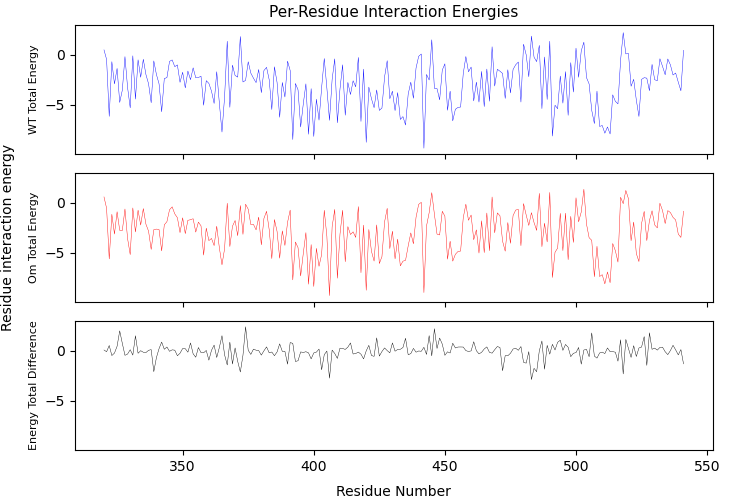 Per-Residue Interaction Energies
Residue interaction energy
WT Total Energy
0
−5
Om Total Energy
0
−5
Energy Total Difference
0
−5
350
400
450
500
550
Residue Number